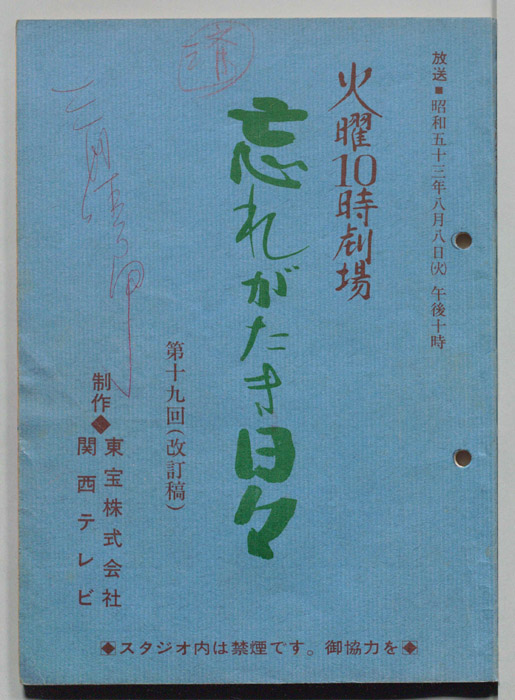 放送■昭和五十三年八月八日(火) 午後十時
火曜10時劇場
忘れがたき日々
第十九回(改訂稿)
制作◆東宝株式会社
関西テレビ
◆スタジオ内は禁煙です。御協力を◆